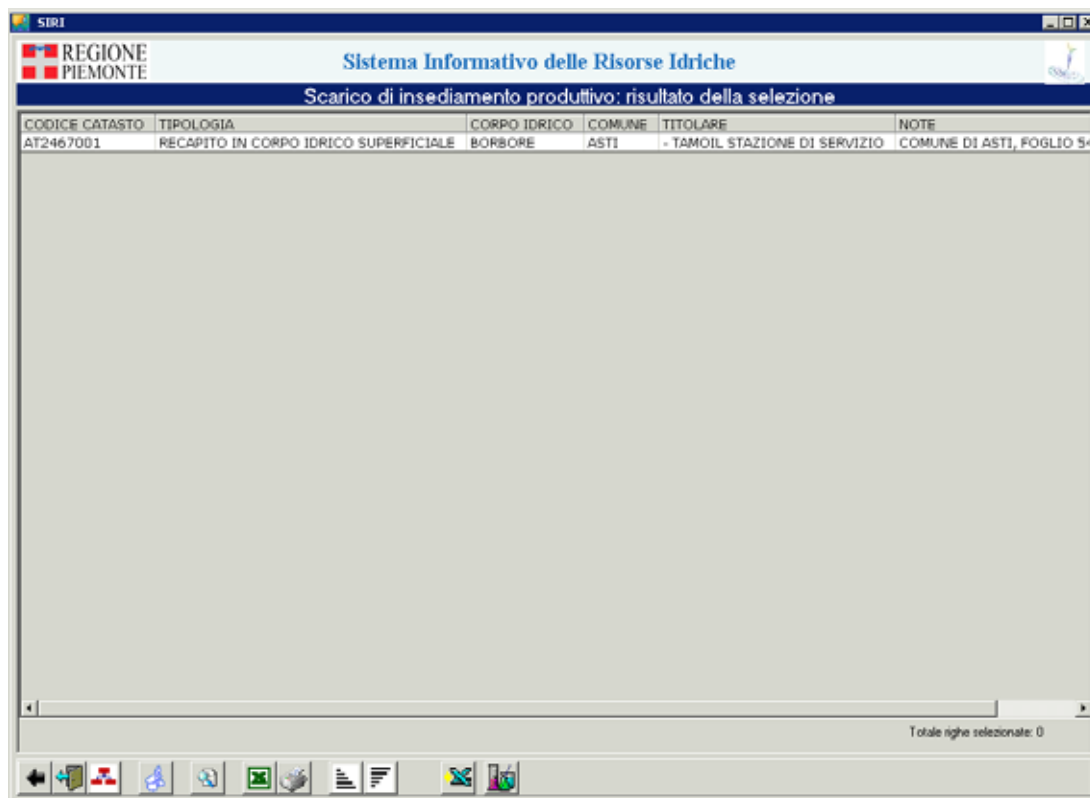 SIRI
REGIONE
PIEMONTE
Sistema Informativo delle Risorse Idriche
Scarico di insediamento produttivo: risultato della selezione
CODICE CATASTO TIPOLOGIA CORPO IDRICO COMUNE TITOLARE NOTE
AT2467001 RECAPITO IN CORPO IDRICO SUPERFICIALE BORBORE ASTI - TAMOIL STAZIONE DI SERVIZIO COMUNE DI ASTI, FOGLIO 54
Totale righe selezionate: 0